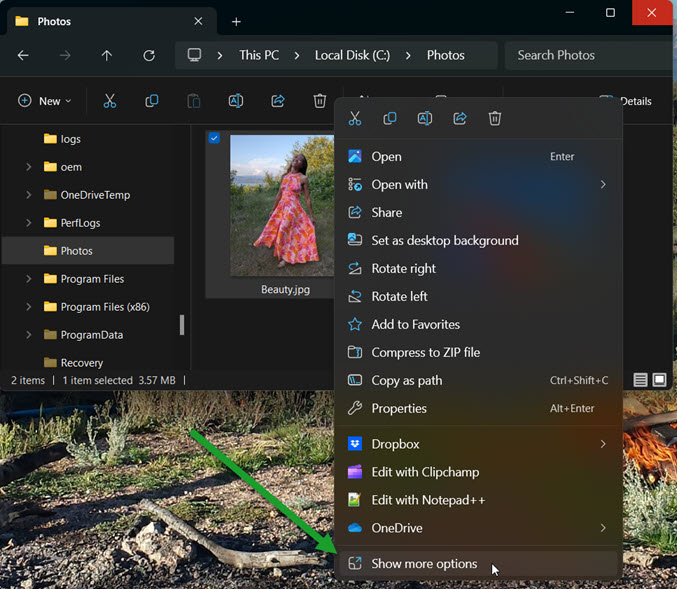 Photos
This PC > Local Disk (C:) > Photos
Search Photos
New
Details
logs
oem
OneDriveTemp
PerfLogs
Photos
Program Files
Program Files (x86)
ProgramData
Recovery
Beauty.jpg
2 items | 1 item selected 3.57 MB |
Open Enter
Open with
Share
Set as desktop background
Rotate right
Rotate left
Add to Favorites
Compress to ZIP file
Copy as path Ctrl+Shift+C
Properties Alt+Enter
Dropbox
Edit with Clipchamp
Edit with Notepad++
OneDrive
Show more options